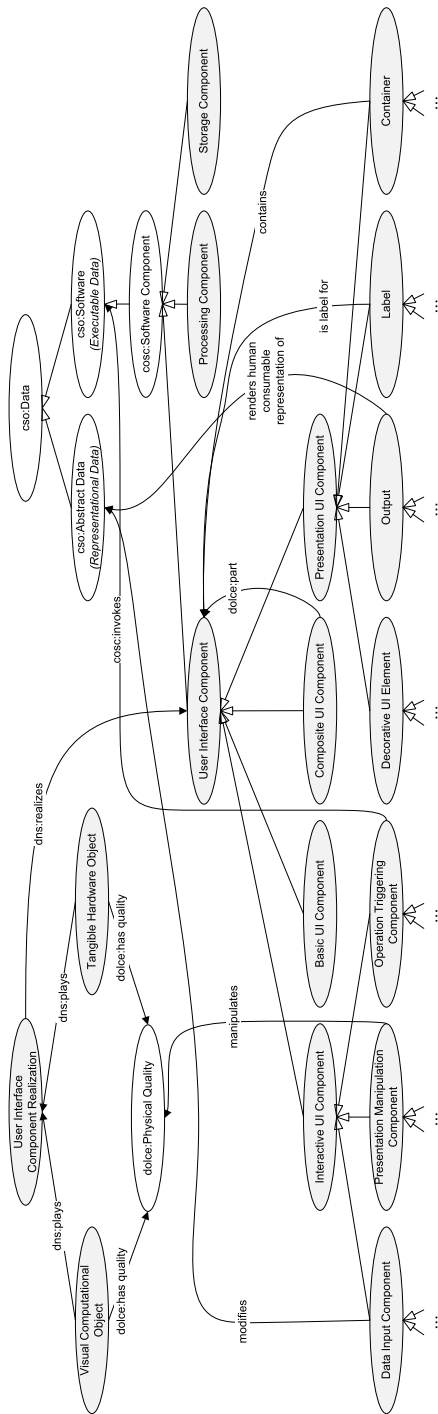 User Interface
Component Realization
dns:realizes
cso:Data
dns:plays
dns:plays
Visual Computational
Object
Tangible Hardware Object
cso:Abstract Data
(Representational Data)
cso:Software
(Executable Data)
dolce:has quality
dolce:has quality
cosc:invokes
dolce:Physical Quality
cosc:Software Component
User Interface Component
Processing Component
Storage Component
modifies
manipulates
dolce:part
renders human
consumable
representation of
contains
is label for
Interactive UI Component
Basic UI Component
Composite UI Component
Presentation UI Component
Data Input Component
Presentation Manipulation
Component
Operation Triggering
Component
Decorative UI Element
Output
Label
Container
...
...
...
...
...
...
...